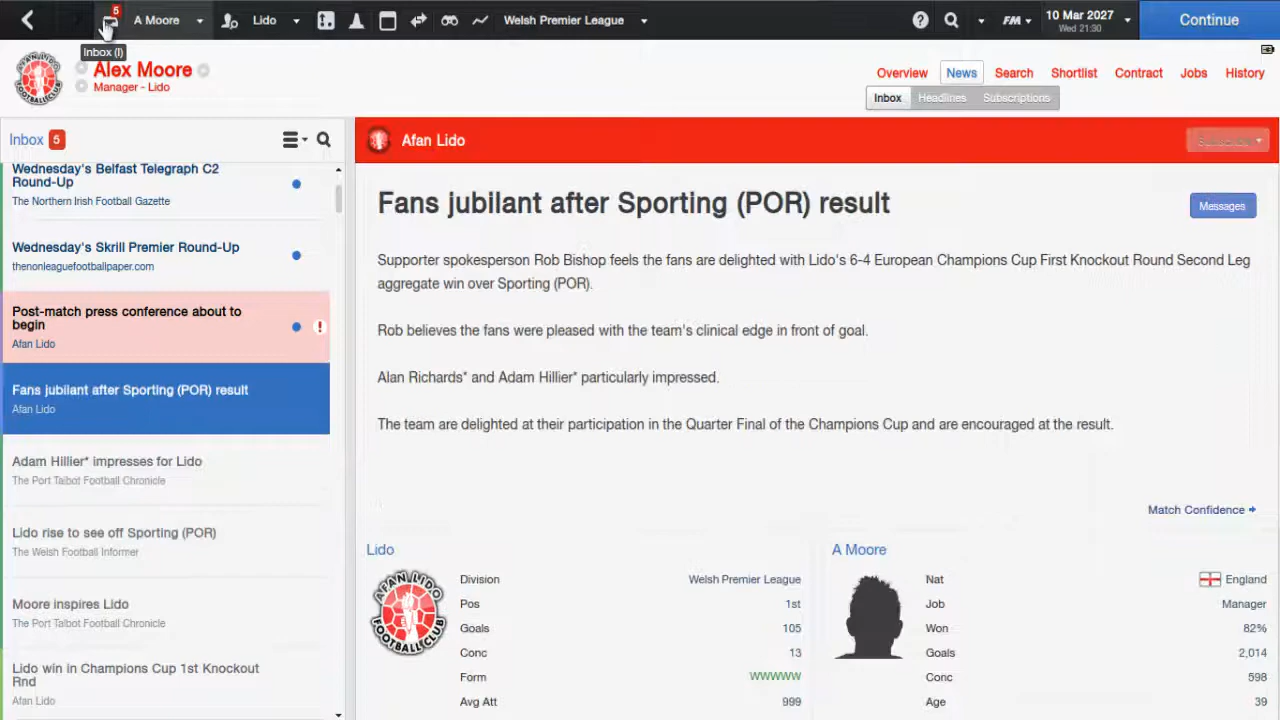 5
A Moore
Lido
Welsh Premier League
FM
10 Mar 2027
Wed 21:30
Continue
Inbox (I)
Alex Moore
Manager - Lido
Overview
News
Search
Shortlist
Contract
Jobs
History
Inbox
Headlines
Subscriptions
Inbox 5
Afan Lido
Subscribe
Wednesday's Belfast Telegraph C2
Round-Up
The Northern Irish Football Gazette
Wednesday's Skrill Premier Round-Up
thenonleaguefootballpaper.com
Post-match press conference about to
begin
Afan Lido
Fans jubilant after Sporting (POR) result
Afan Lido
Adam Hillier* impresses for Lido
The Port Talbot Football Chronicle
Lido rise to see off Sporting (POR)
The Welsh Football Informer
Moore inspires Lido
The Port Talbot Football Chronicle
Lido win in Champions Cup 1st Knockout
Rnd
Afan Lido
Fans jubilant after Sporting (POR) result
Messages
Supporter spokesperson Rob Bishop feels the fans are delighted with Lido's 6-4 European Champions Cup First Knockout Round Second Leg
aggregate win over Sporting (POR).
Rob believes the fans were pleased with the team's clinical edge in front of goal.
Alan Richards* and Adam Hillier* particularly impressed.
The team are delighted at their participation in the Quarter Final of the Champions Cup and are encouraged at the result.
Match Confidence
Lido
AFAN LIDO
FOOTBALL CLUB
Division Welsh Premier League
Pos 1st
Goals 105
Conc 13
Form WWWWW
Avg Att 999
A Moore
Nat England
Job Manager
Won 82%
Goals 2,014
Conc 598
Age 39